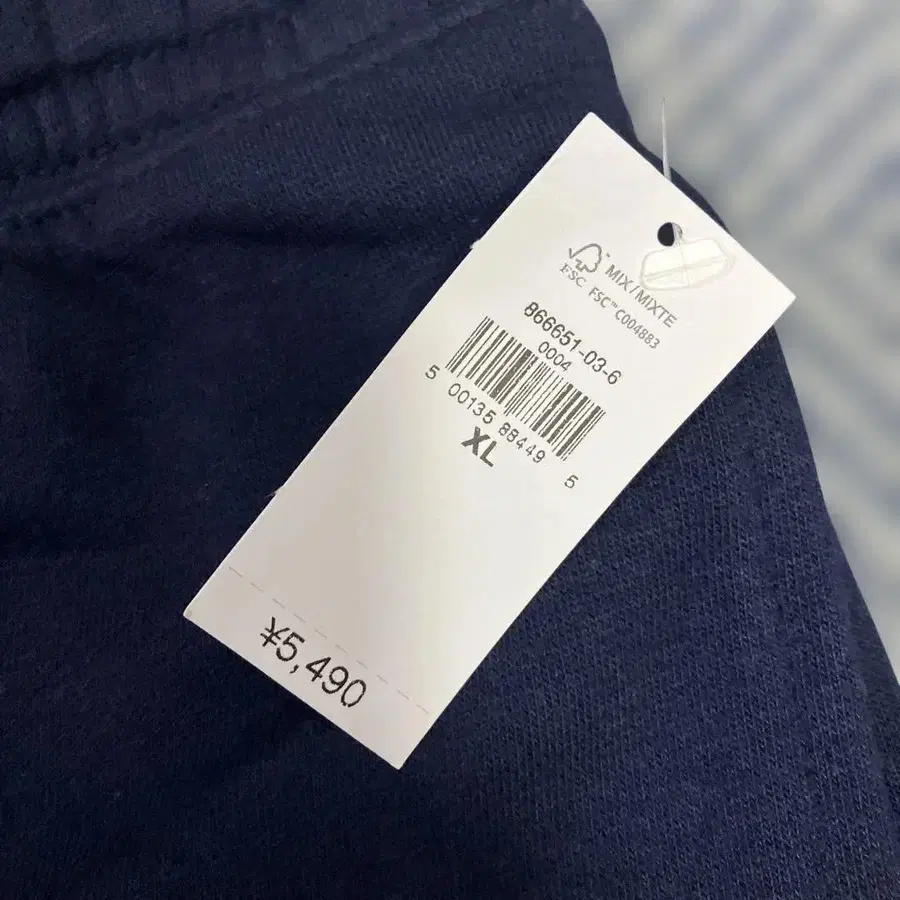 FSC
MIX/MIXTE
FSC™ C004883
866651-03-6
0004
5 00135 88449 5
XL
¥5,490